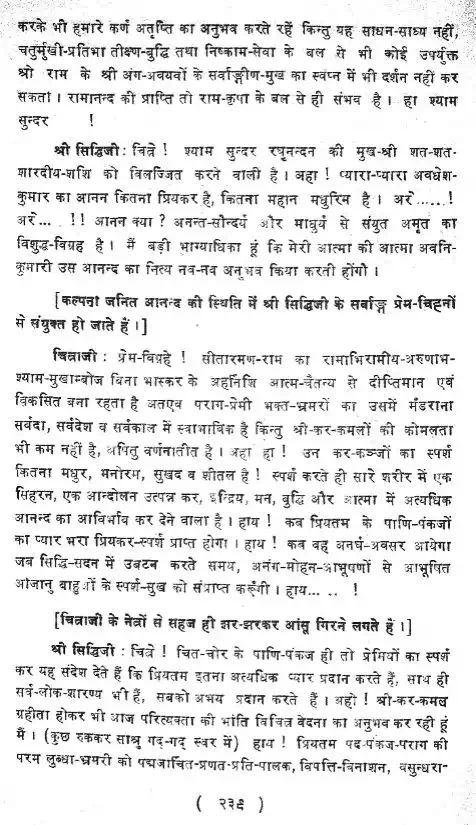 करके भी हमारे कर्ण अतृप्ति का अनुभव करते रहें किन्तु यह साधन-साध्य नहीं,
चतुर्मुखी-प्रतिभा तीक्ष्ण-बुद्धि तथा निष्काम-सेवा के बल से भी कोई उपर्युक्त
श्री राम के श्री अंग-अवयवों के सर्वाङ्गीण-मुख का स्वप्न में भी दर्शन नहीं कर
सकता । रामानन्द की प्राप्ति तो राम-कृपा के बल से ही संभव है । हा श्याम
सुन्दर !
श्री सिद्धिजी : चित्रे ! श्याम सुन्दर रघुनन्दन की मुख-श्री शत-शत-
शारदीय-शशि को विलज्जित करने वाली है । अहा ! प्यारा-प्यारा अवधेश-
कुमार का आनन कितना प्रियकर है, कितना महान मधुरिम है । अरे .....!
अरे ... !! आनन क्या ? अनन्त-सौन्दर्य और माधुर्य से संयुत अमृत का
विशुद्ध-विग्रह है । मैं बड़ी भाग्याधिका हूं कि मेरी आत्मा की आत्मा अवनि-
कुमारी उस आनन्द का नित्य नव-नव अनुभव किया करती होंगी ।
[कल्पना जनित आनन्द की स्थिति में श्री सिद्धिजी के सर्वाङ्ग प्रेम-चिह्नों
से संयुक्त हो जाते हैं ।]
चित्राजी : प्रेम-विग्रहे ! सीतारमण-राम का रामाभिरामीय-अरुणाभ-
श्याम-मुखाम्वोज बिना भास्कर के अहर्निशि आत्म-चैतन्य से दीप्तिमान एवं
विकसित बना रहता है अतएव पराग-प्रेमी भक्त-भ्रमरों का उसमें मँडराना
सर्वदा, सर्वदेश व सर्वकाल में स्वाभाविक है किन्तु श्री-कर-कमलों की कोमलता
भी कम नहीं है, अपितु वर्णनातीत है । अहा हा ! उन कर-कञ्जों का स्पर्श
कितना मधुर, मनोरम, सुखद व शीतल है ! स्पर्श करते ही सारे शरीर में एक
सिहरन, एक आन्दोलन उत्पन्न कर, इन्द्रिय, मन, बुद्धि और आत्मा में अत्यधिक
आनन्द का आविर्भाव कर देने वाला है । हाय ! कब प्रियतम के पाणि-पंकजों
का प्यार भरा प्रियकर-स्पर्श प्राप्त होगा । हाय ! कब वह अनर्घ-अवसर आयेगा
जब सिद्धि-सदन में उबटन करते समय, अनंग-मोहन-आभूषणों से आभूषित
आजानु बाहुओं के स्पर्श-सुख को संप्राप्त करूँगी । हाय... .. !
[चित्राजी के नेत्रों से सहज ही झर-झरकर आंसू गिरने लगते हैं ।]
श्री सिद्धिजी : चित्रे ! चित-चोर के पाणि-पंकज ही तो प्रेमियों का स्पर्श
कर यह संदेश देते हैं कि प्रियतम इतना अत्यधिक प्यार प्रदान करते हैं, साथ ही
सर्व-लोक-शारण्य भी हैं, सबको अभय प्रदान करते हैं । अहो ! श्री-कर-कमल
ग्रहीता होकर भी आज परित्यक्ता की भांति विचित्र बेदना का अनुभव कर रही हूं
मैं । (कुछ रुककर साश्रु गद्-गद् स्वर में) हाय ! प्रियतम पद-पंकज-पराग की
परम लुब्धा-भ्रमरी को पद्मजार्चित-प्रणत-प्रति-पालक, विपत्ति-विनाशन, वसुन्धरा-
( २३९ )